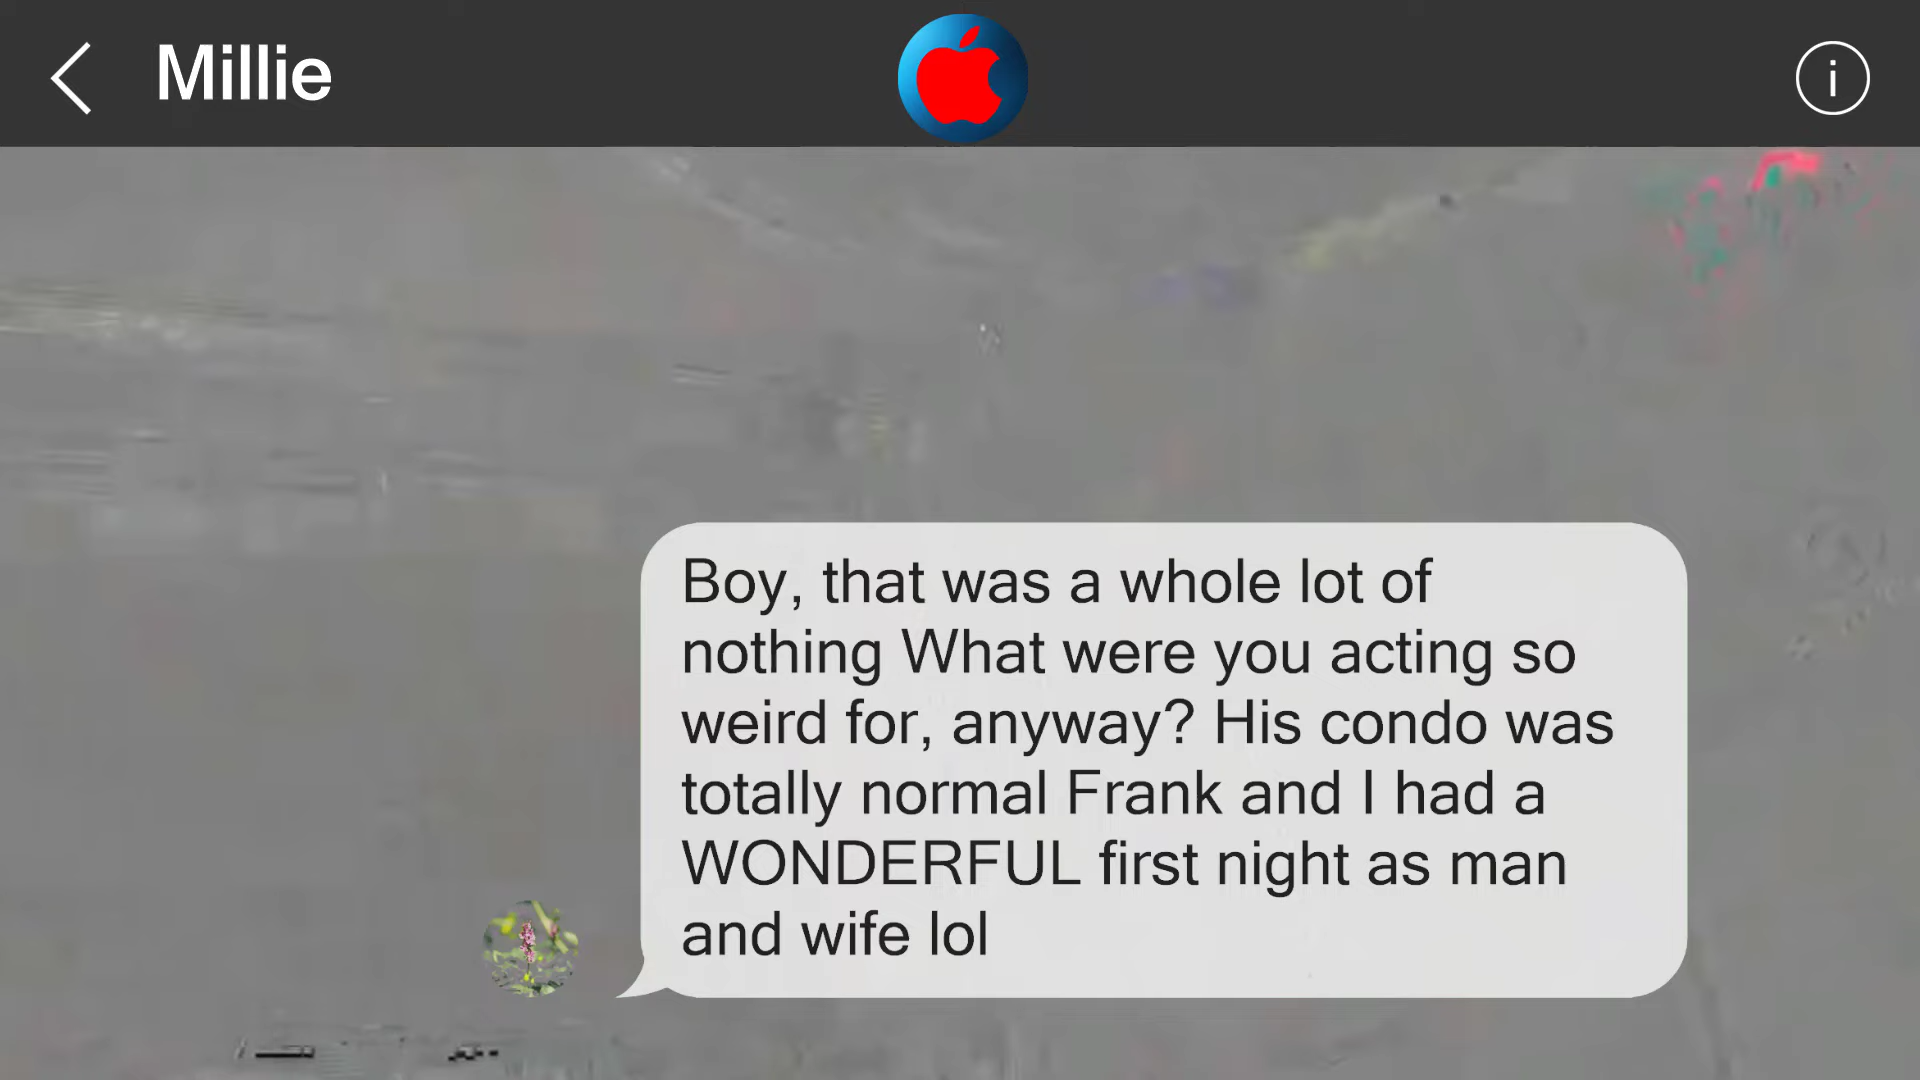 Millie
i
Boy, that was a whole lot of
nothing What were you acting so
weird for, anyway? His condo was
totally normal Frank and I had a
WONDERFUL first night as man
and wife lol